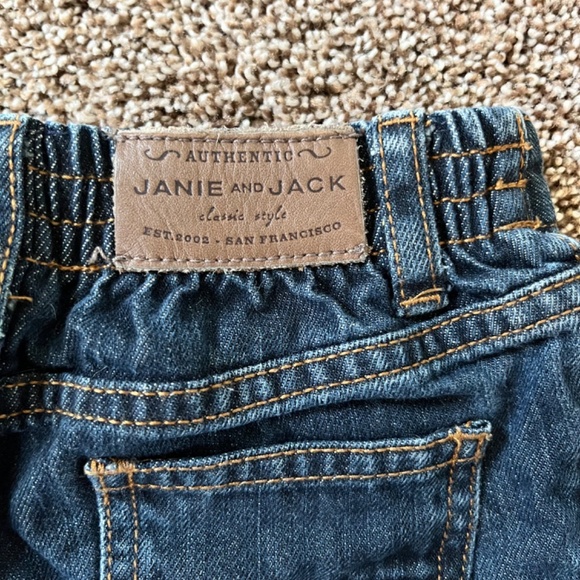 AUTHENTIC
JANIE AND JACK
classic style
EST.2002 - SAN FRANCISCO